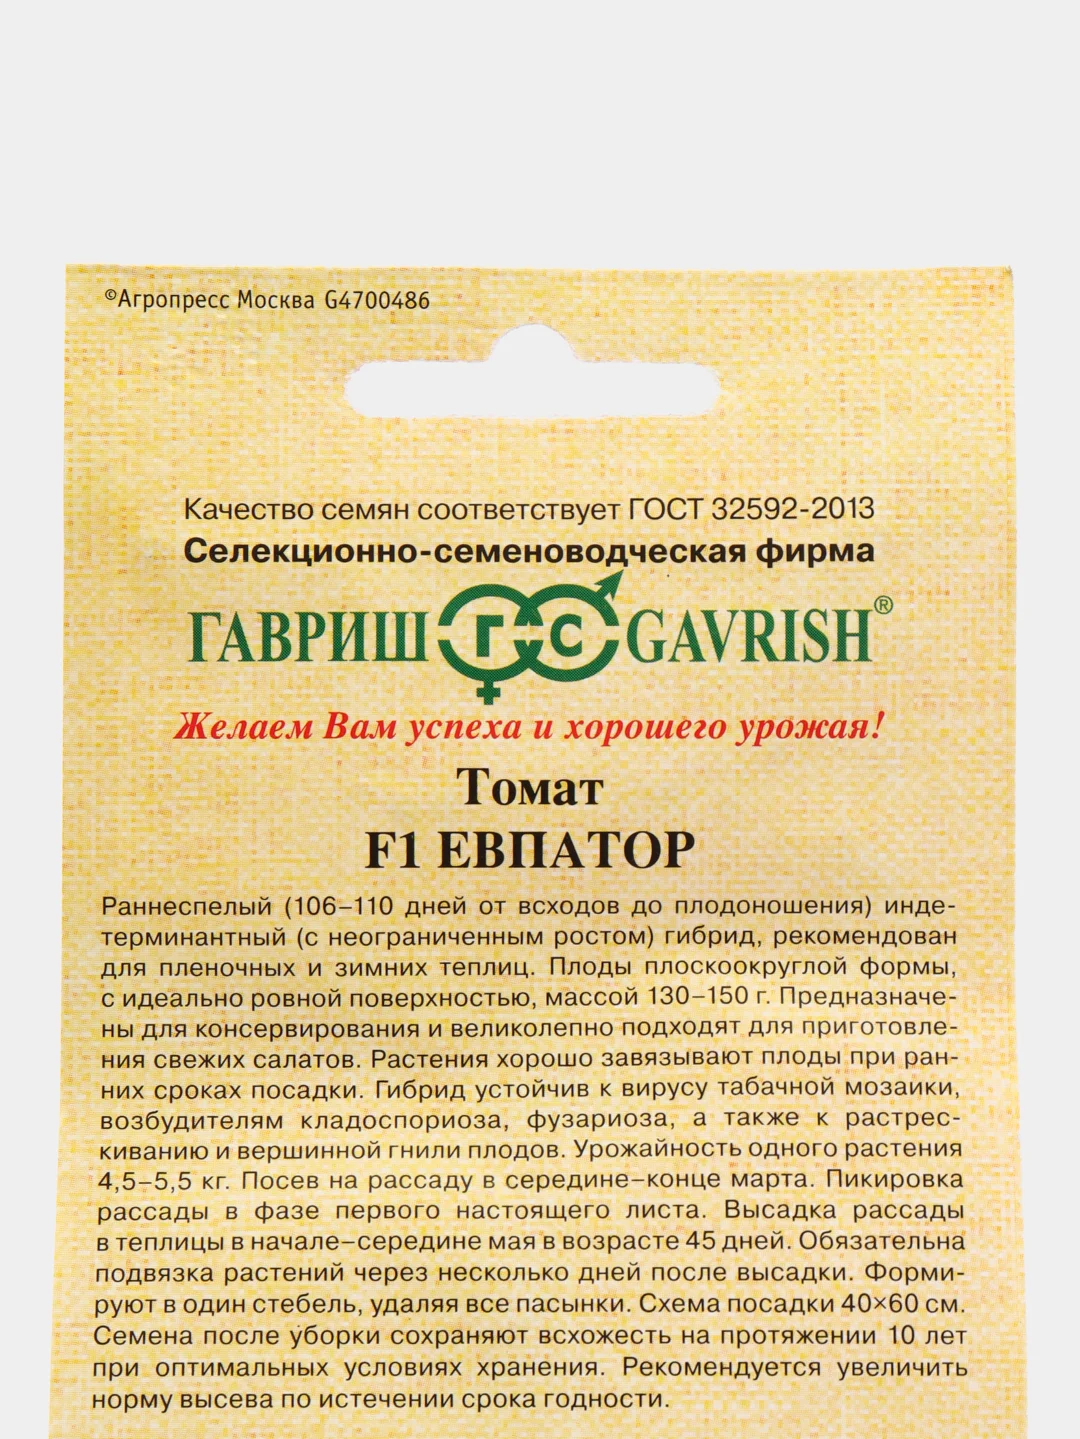 ©Агропресс Москва G4700486
Качество семян соответствует ГОСТ 32592-2013
Селекционно-семеноводческая фирма
ГАВРИШ ГС GAVRISH®
Желаем Вам успеха и хорошего урожая!
Томат
F1 ЕВПАТОР
Раннеспелый (106–110 дней от всходов до плодоношения) инде-
терминантный (с неограниченным ростом) гибрид, рекомендован
для пленочных и зимних теплиц. Плоды плоскоокруглой формы,
с идеально ровной поверхностью, массой 130–150 г. Предназначе-
ны для консервирования и великолепно подходят для приготовле-
ния свежих салатов. Растения хорошо завязывают плоды при ран-
них сроках посадки. Гибрид устойчив к вирусу табачной мозаики,
возбудителям кладоспориоза, фузариоза, а также к растрес-
киванию и вершинной гнили плодов. Урожайность одного растения
4,5–5,5 кг. Посев на рассаду в середине–конце марта. Пикировка
рассады в фазе первого настоящего листа. Высадка рассады
в теплицы в начале–середине мая в возрасте 45 дней. Обязательна
подвязка растений через несколько дней после высадки. Форми-
руют в один стебель, удаляя все пасынки. Схема посадки 40×60 см.
Семена после уборки сохраняют всхожесть на протяжении 10 лет
при оптимальных условиях хранения. Рекомендуется увеличить
норму высева по истечении срока годности.